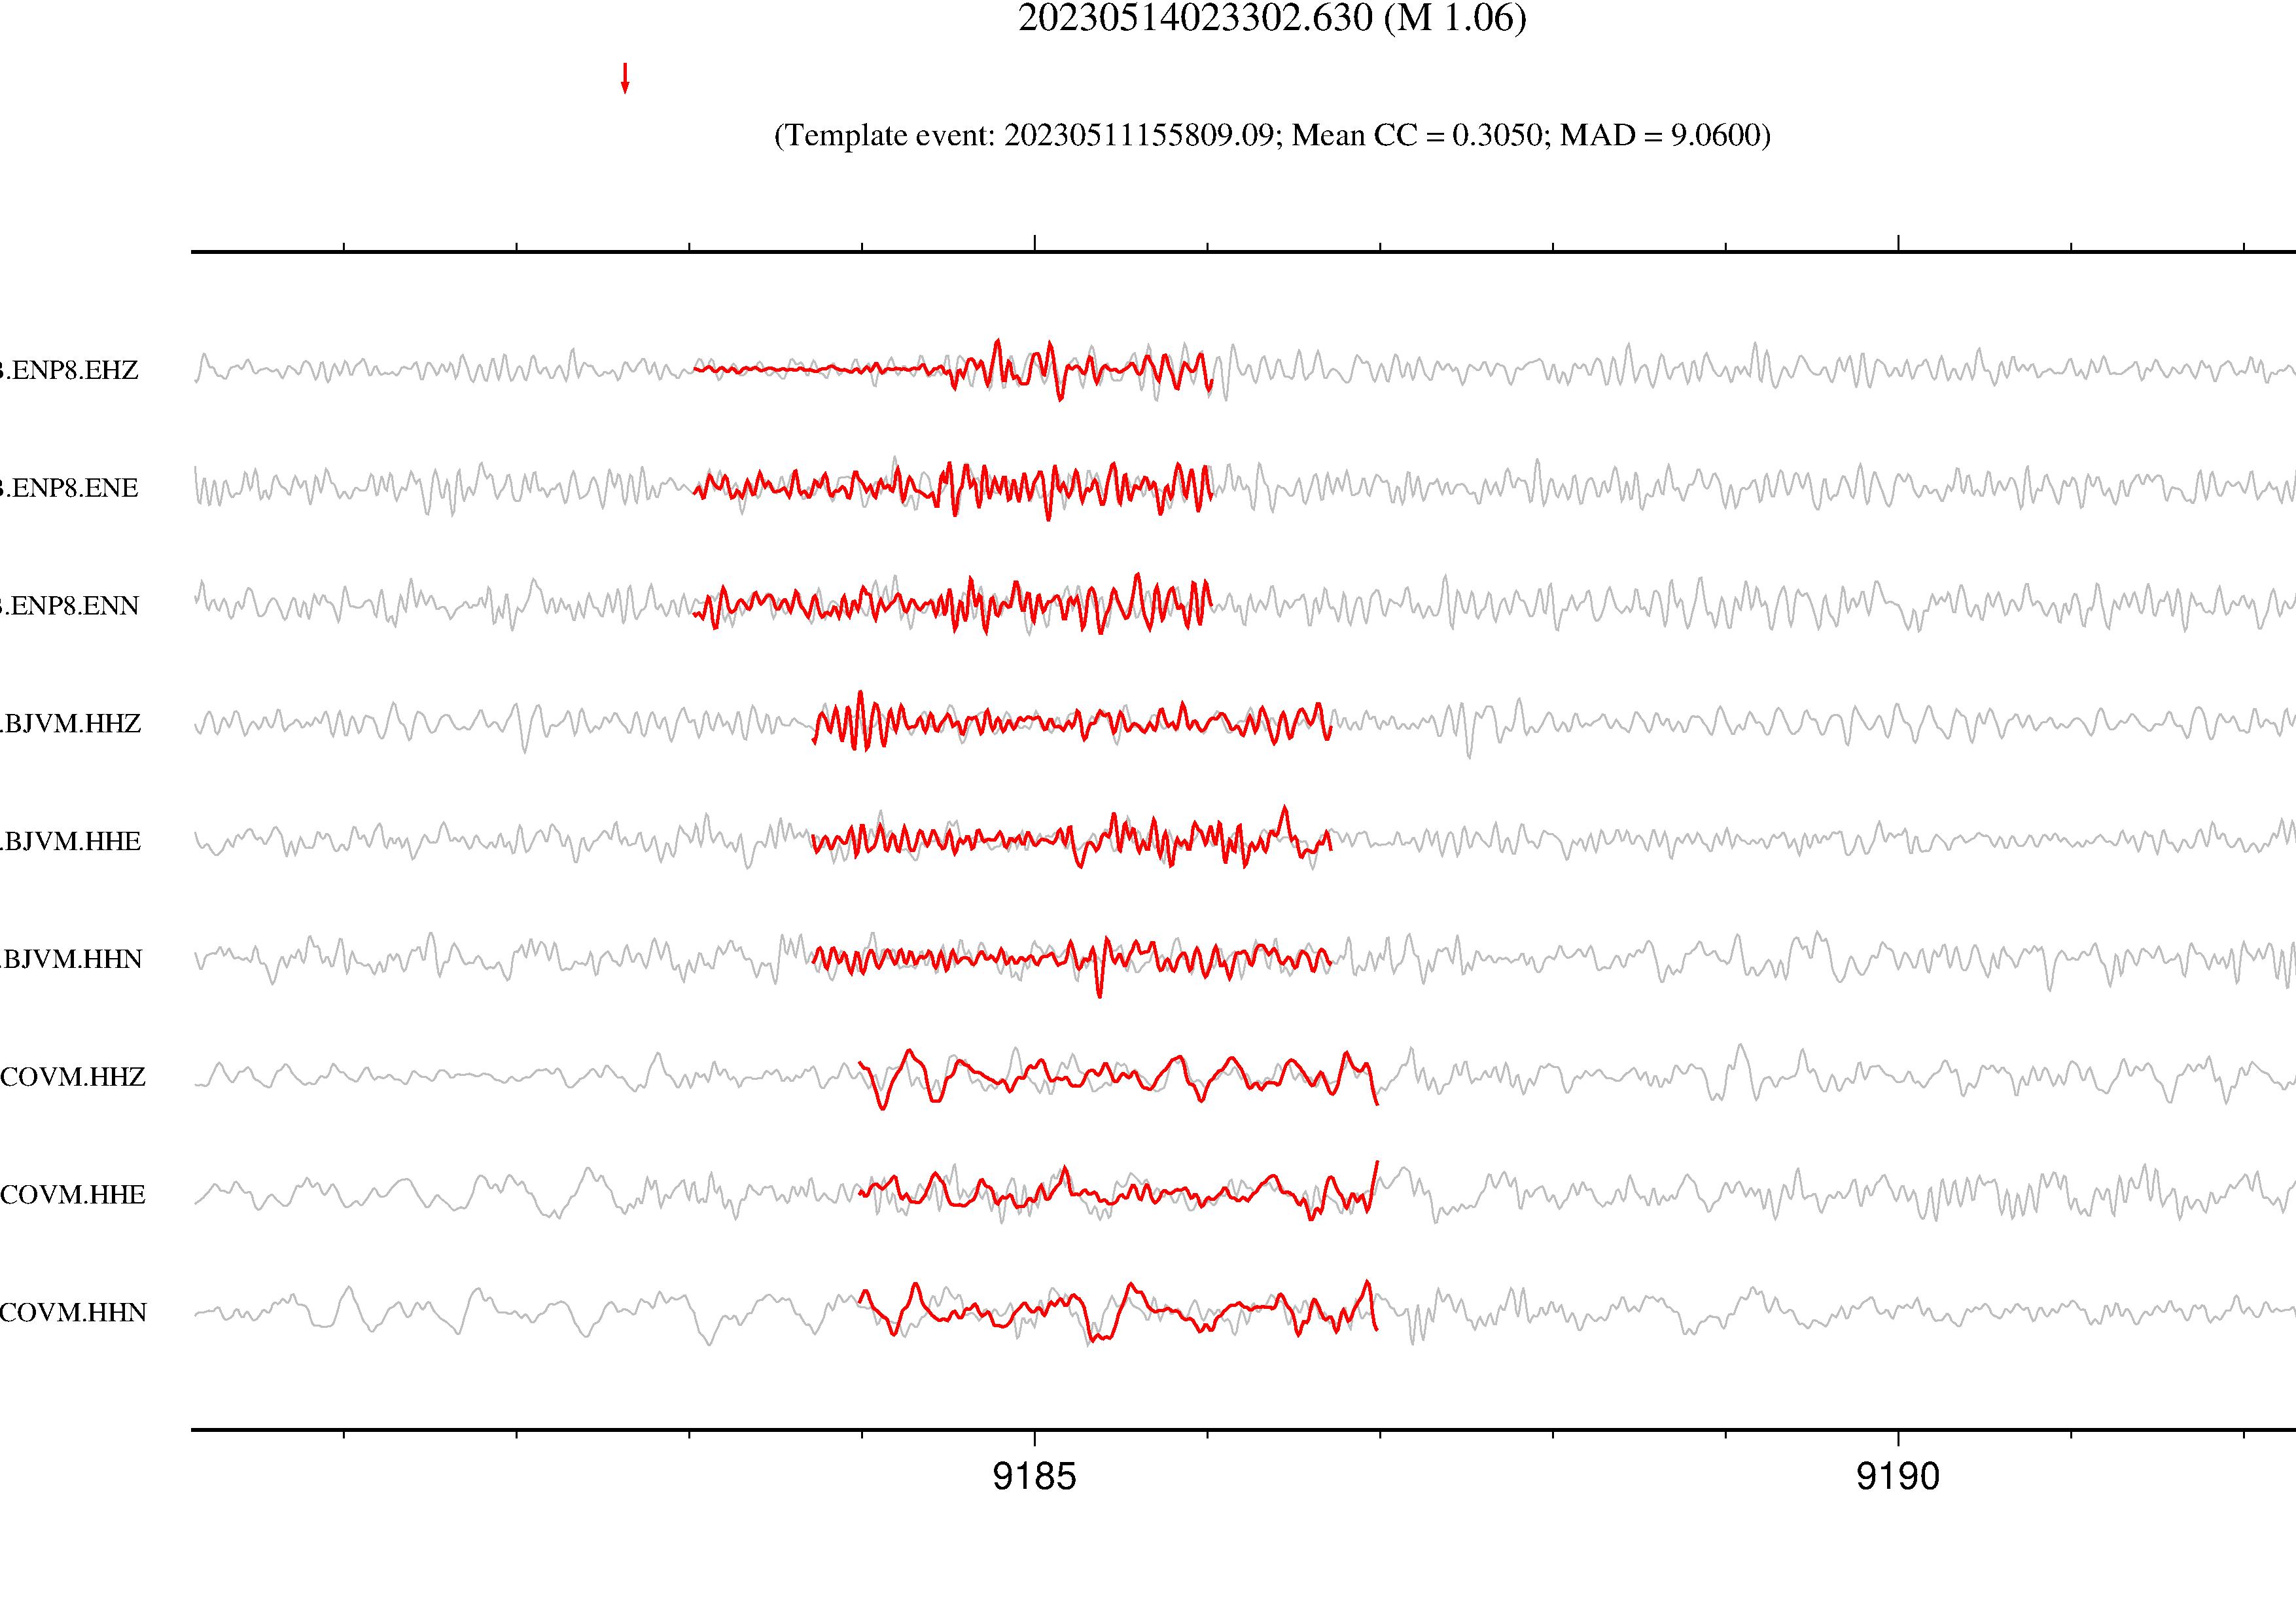 20230514023302.630 (M 1.06)
(Template event: 20230511155809.09; Mean CC = 0.3050; MAD = 9.0600)
.ENP8.EHZ
.ENP8.ENE
.ENP8.ENN
.BJVM.HHZ
.BJVM.HHE
.BJVM.HHN
COVM.HHZ
COVM.HHE
COVM.HHN
9185 9190